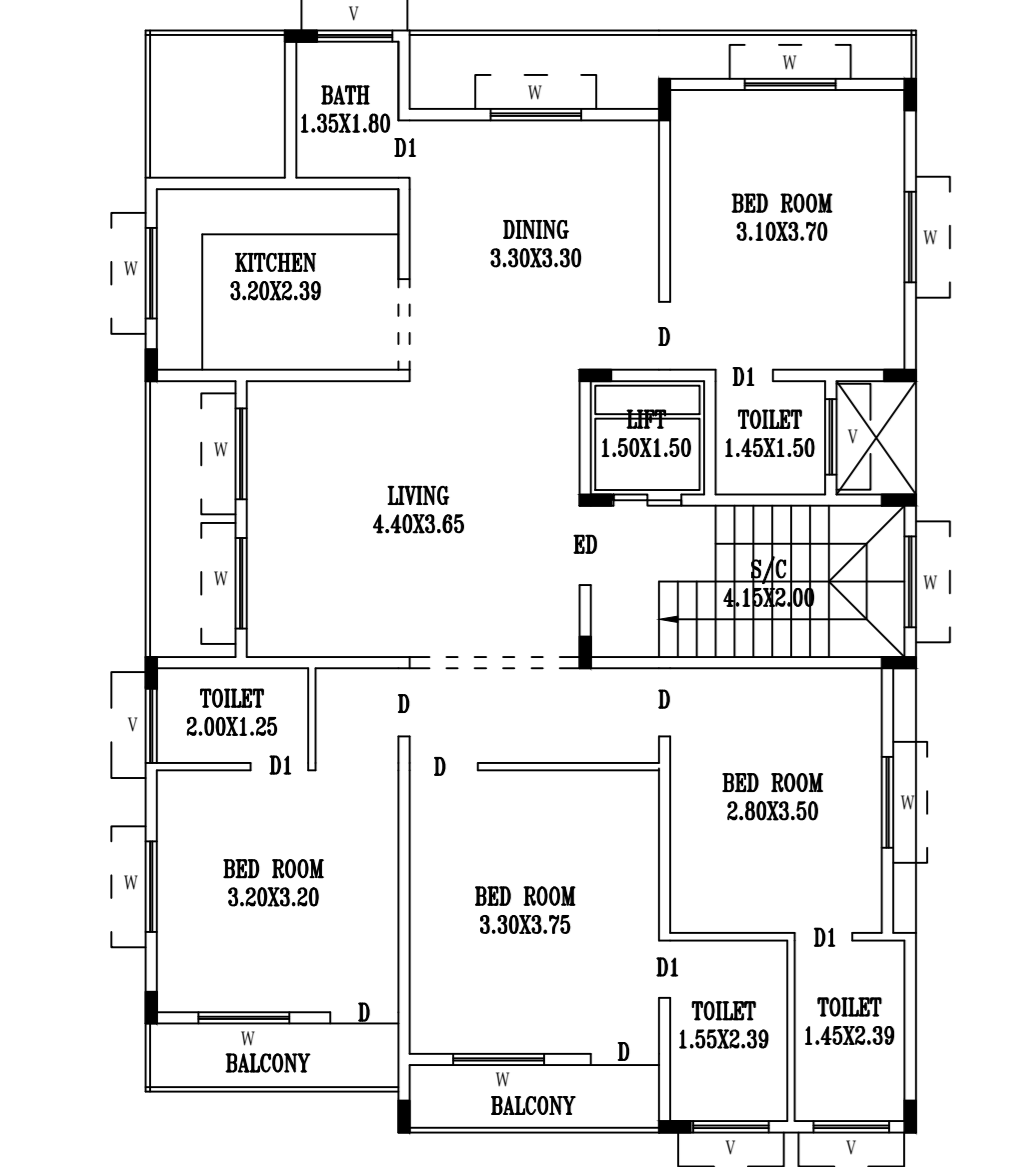 V
W
BATH
1.35X1.80
W
D1
BED ROOM
3.10X3.70
DINING
3.30X3.30
W
W
KITCHEN
3.20X2.39
D
D1
LIFT
1.50X1.50
TOILET
1.45X1.50
V
W
LIVING
4.40X3.65
ED
W
S/C
4.15X2.00
W
TOILET
2.00X1.25
V
D
D
D1
D
BED ROOM
2.80X3.50
W
W
BED ROOM
3.20X3.20
BED ROOM
3.30X3.75
D1
D1
TOILET
1.55X2.39
TOILET
1.45X2.39
D
W
BALCONY
D
W
BALCONY
V
V